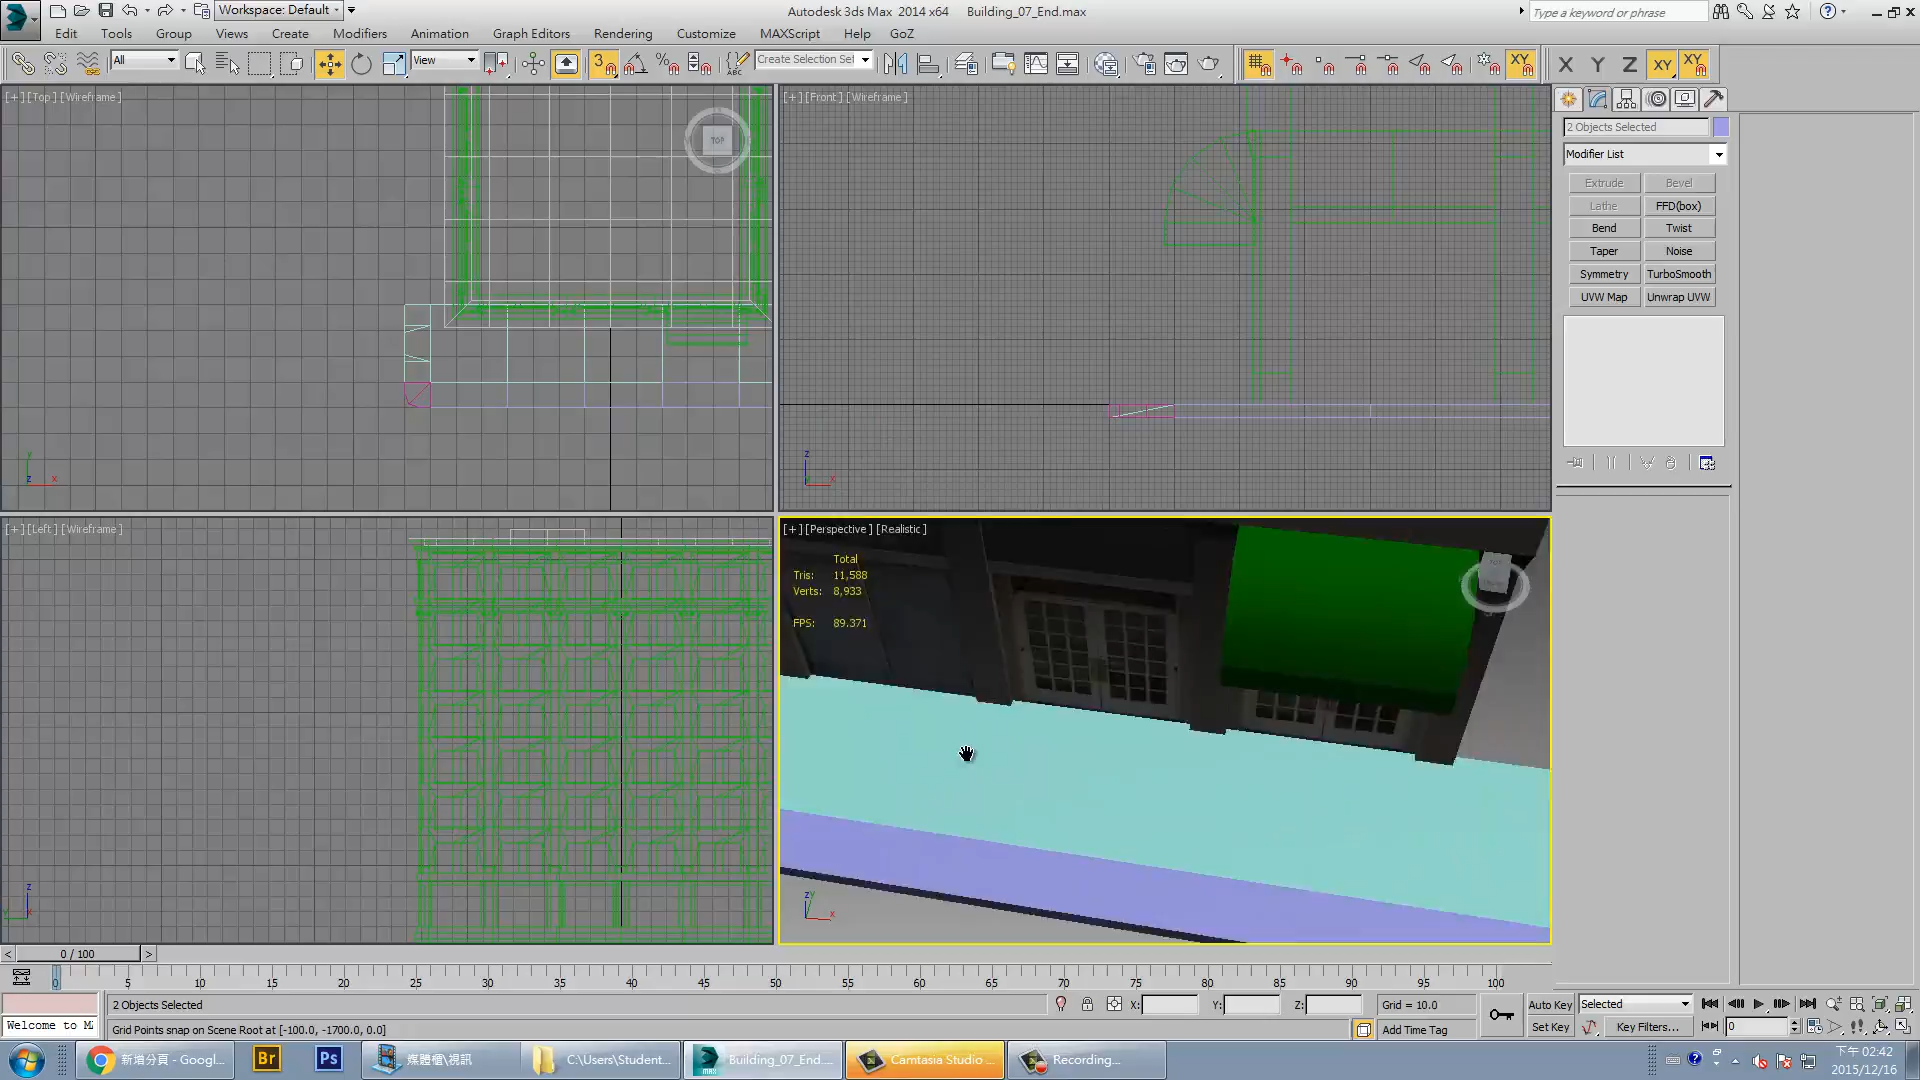 Workspace: Default
Autodesk 3ds Max 2014 x64 Building_07_End.max
Type a keyword or phrase
Edit Tools Group Views Create Modifiers Animation Graph Editors Rendering Customize MAXScript Help GoZ
All
View
3
Create Selection Sel
XY
X Y Z XY XY
[+][Top][Wireframe]
TOP
[+][Front][Wireframe]
2 Objects Selected
Modifier List
Extrude Bevel
Lathe FFD(box)
Bend Twist
Taper Noise
Symmetry TurboSmooth
UVW Map Unwrap UVW
[+][Left][Wireframe]
[+][Perspective][Realistic]
Total
Tris: 11,588
Verts: 8,933
FPS: 89.371
0 / 100
0 5 10 15 20 25 30 35 40 45 50 55 60 65 70 75 80 85 90 95 100
2 Objects Selected
X: Y: Z:
Grid = 10.0
Auto Key Selected
Welcome to M
Grid Points snap on Scene Root at [-100.0, -1700.0, 0.0]
Add Time Tag
Set Key Key Filters...
0
新增分頁 - Googl...
Br
Ps
媒體櫃\視訊
C:\Users\Student...
Building_07_End....
Camtasia Studio ...
Recording...
下午 02:42
2015/12/16